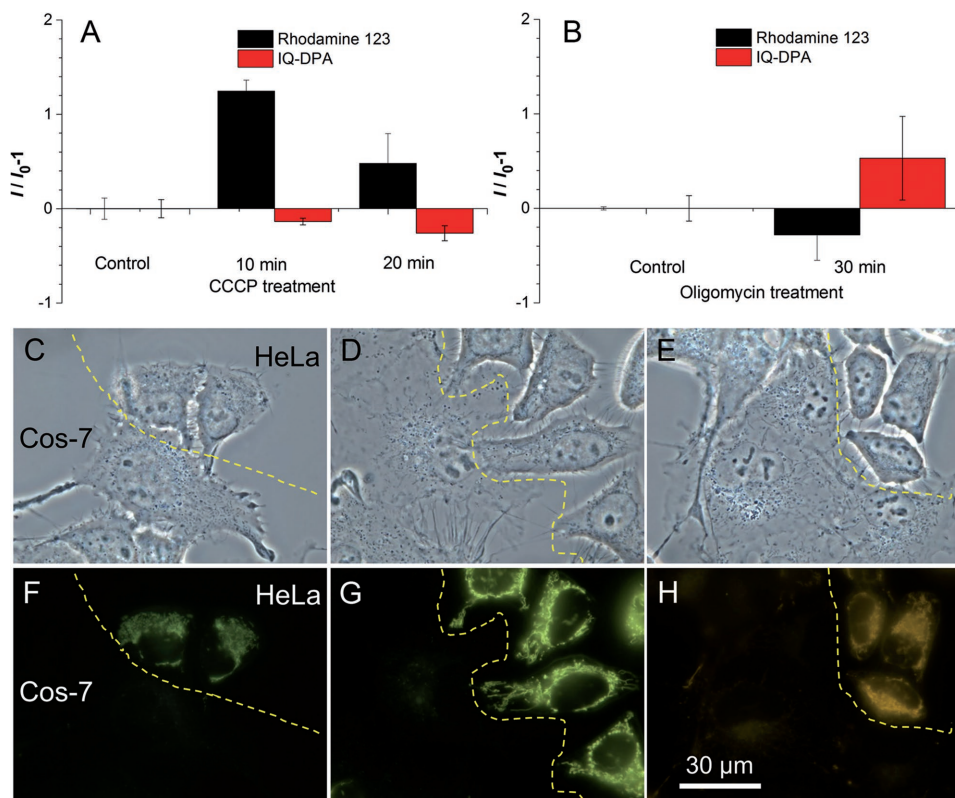 A
Rhodamine 123
IQ-DPA
2
1
0
-1
I / I0-1
Control
10 min
20 min
CCCP treatment
B
Rhodamine 123
IQ-DPA
2
1
0
-1
I / I0-1
Control
30 min
Oligomycin treatment
C
HeLa
Cos-7
D
E
F
HeLa
Cos-7
G
H
30 µm